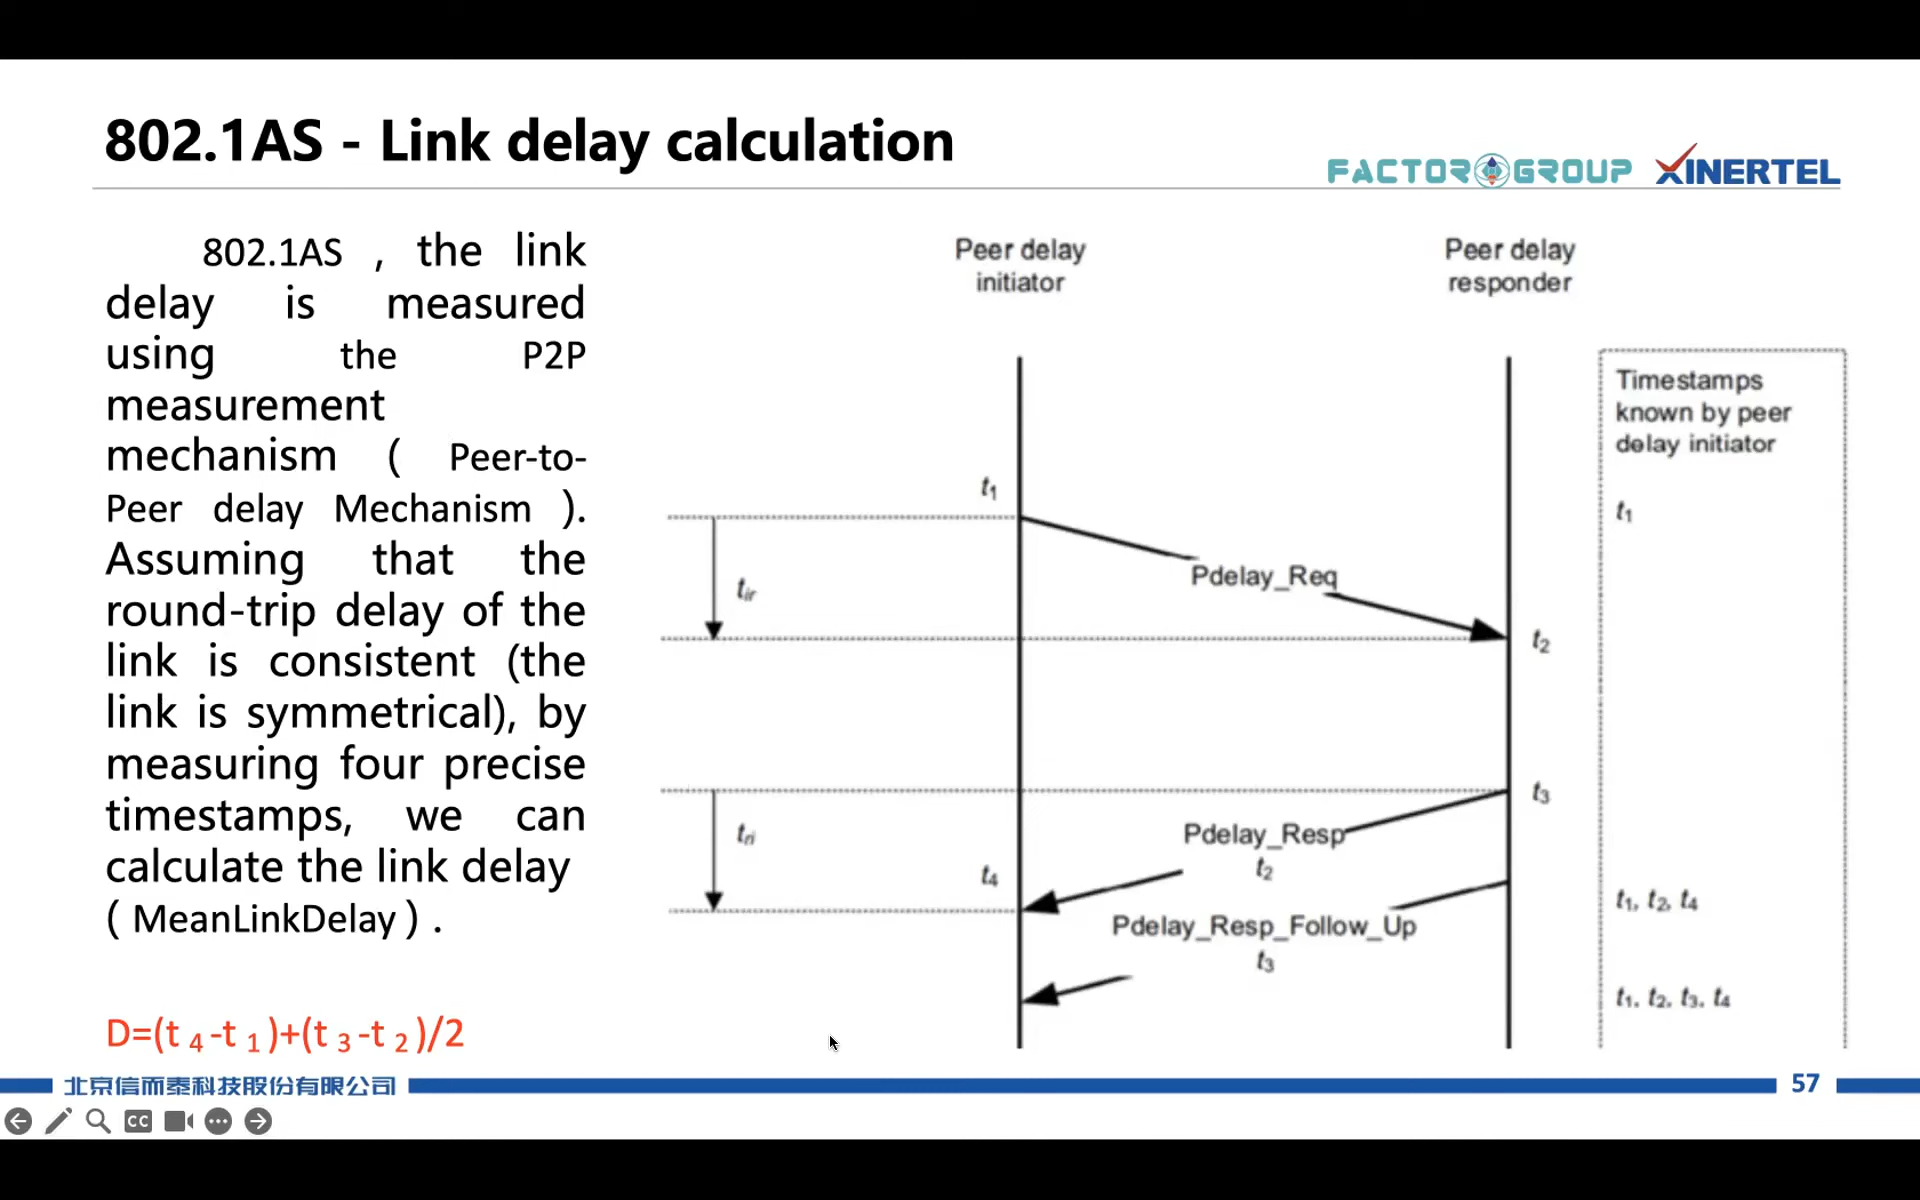 802.1AS - Link delay calculation
FACTOR GROUP XINERTEL
802.1AS , the link
delay is measured
using the P2P
measurement
mechanism ( Peer-to-
Peer delay Mechanism ).
Assuming that the
round-trip delay of the
link is consistent (the
link is symmetrical), by
measuring four precise
timestamps, we can
calculate the link delay
( MeanLinkDelay ) .
D=(t 4 -t 1 )+(t 3 -t 2 )/2
Peer delay
initiator
Peer delay
responder
Timestamps
known by peer
delay initiator
t1
t1
tir
Pdelay_Req
t2
t3
tri
Pdelay_Resp
t2
t4
t1, t2, t4
Pdelay_Resp_Follow_Up
t3
t1, t2, t3, t4
北京信而泰科技股份有限公司
57
CC